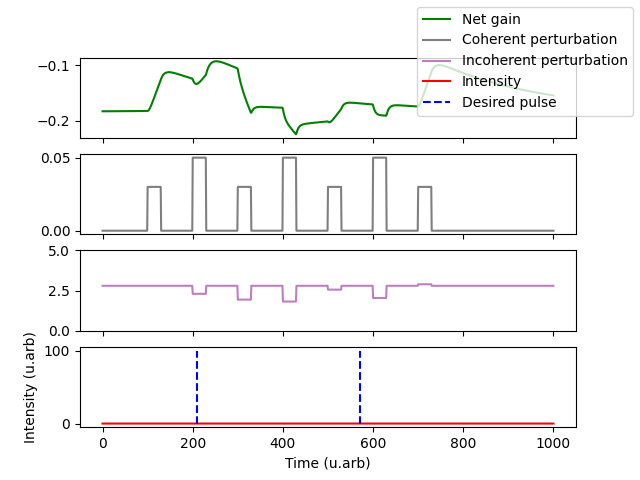 Net gain
Coherent perturbation
Incoherent perturbation
Intensity
Desired pulse
−0.1
−0.2
0.05
0.00
5.0
2.5
0.0
100
0
Intensity (u.arb)
0 200 400 600 800 1000
Time (u.arb)